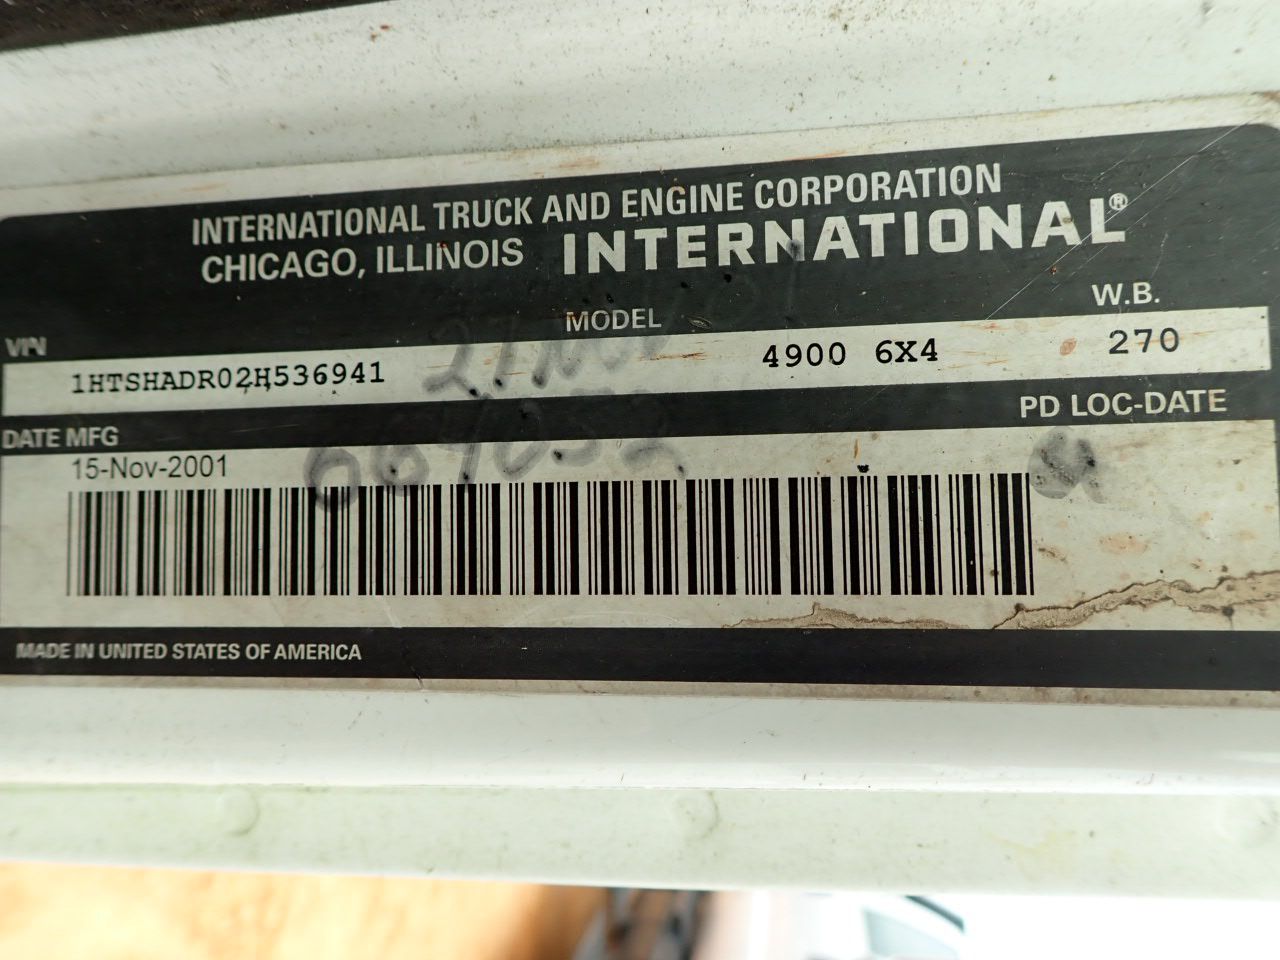 INTERNATIONAL TRUCK AND ENGINE CORPORATION
CHICAGO, ILLINOIS INTERNATIONAL®
VIN MODEL W.B.
1HTSHADR02H536941 4900 6X4 270
DATE MFG PD LOC-DATE
15-Nov-2001
MADE IN UNITED STATES OF AMERICA